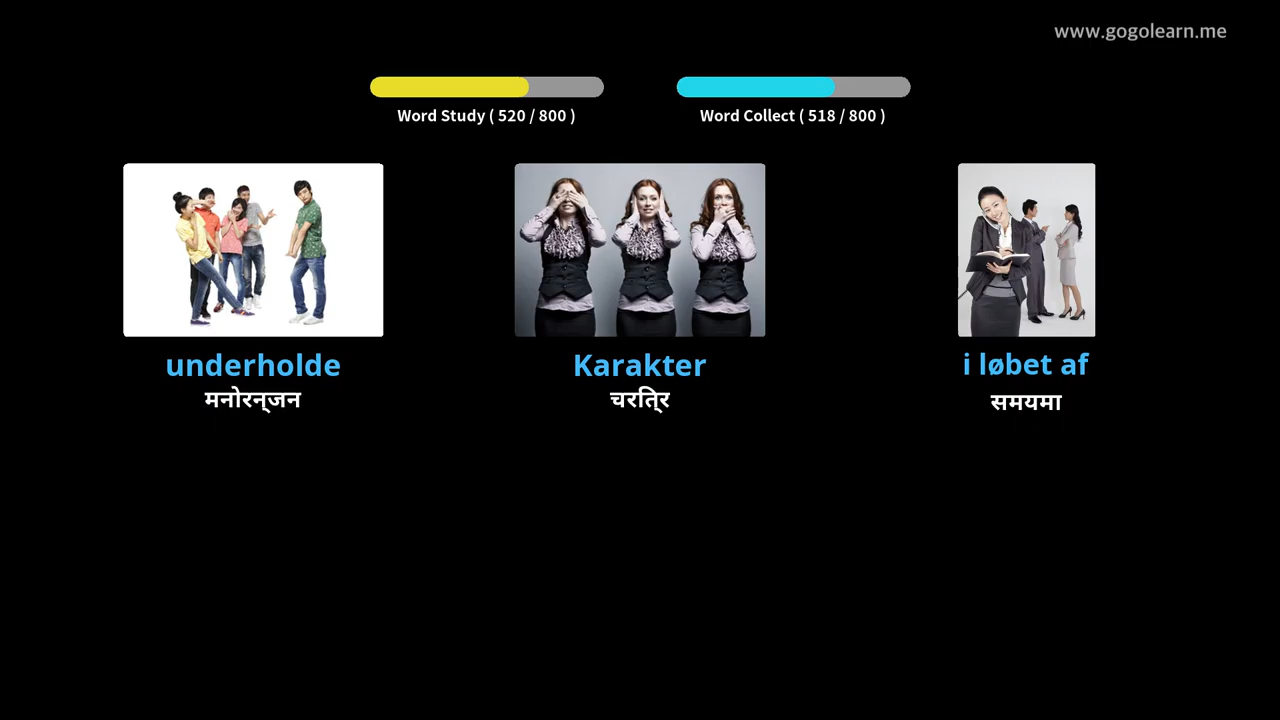 www.gogolearn.me
Word Study ( 520 / 800 )
Word Collect ( 518 / 800 )
underholde
Karakter
i løbet af
मनोरन्जन
चरित्र
समयमा